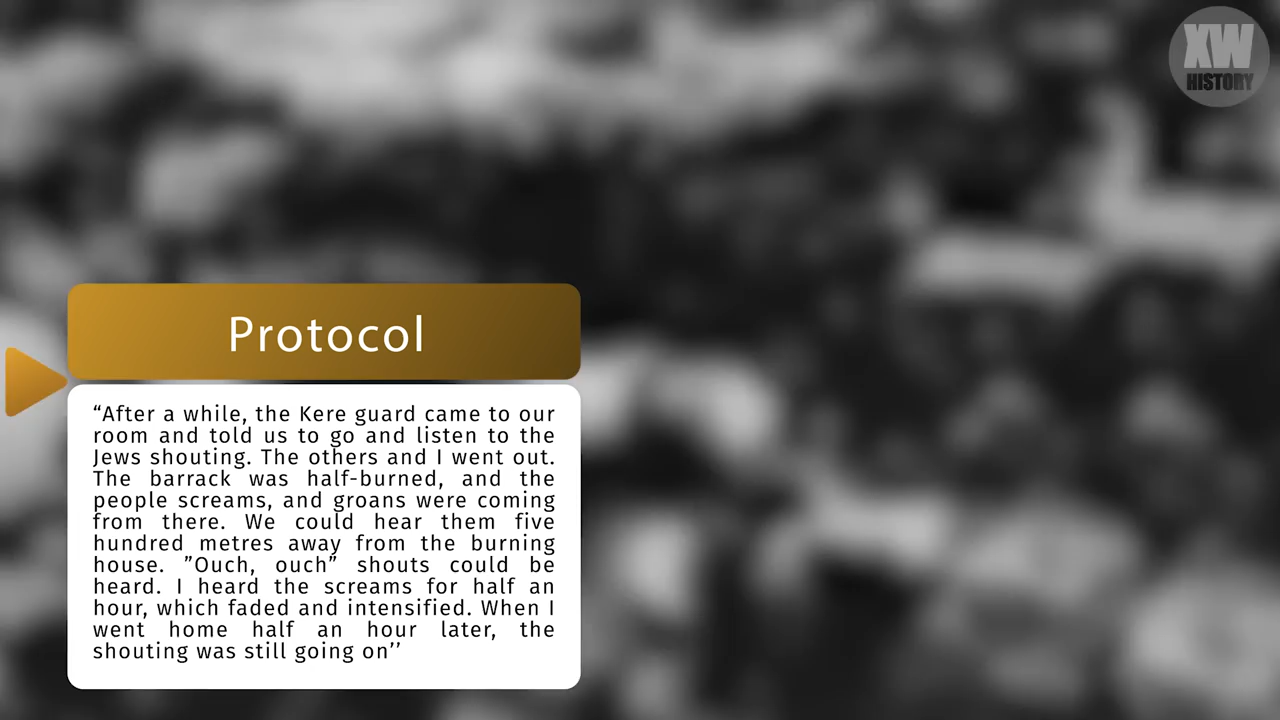 XW
HISTORY
Protocol
“After a while, the Kere guard came to our
room and told us to go and listen to the
Jews shouting. The others and I went out.
The barrack was half-burned, and the
people screams, and groans were coming
from there. We could hear them five
hundred metres away from the burning
house. ”Ouch, ouch” shouts could be
heard. I heard the screams for half an
hour, which faded and intensified. When I
went home half an hour later, the
shouting was still going on’’